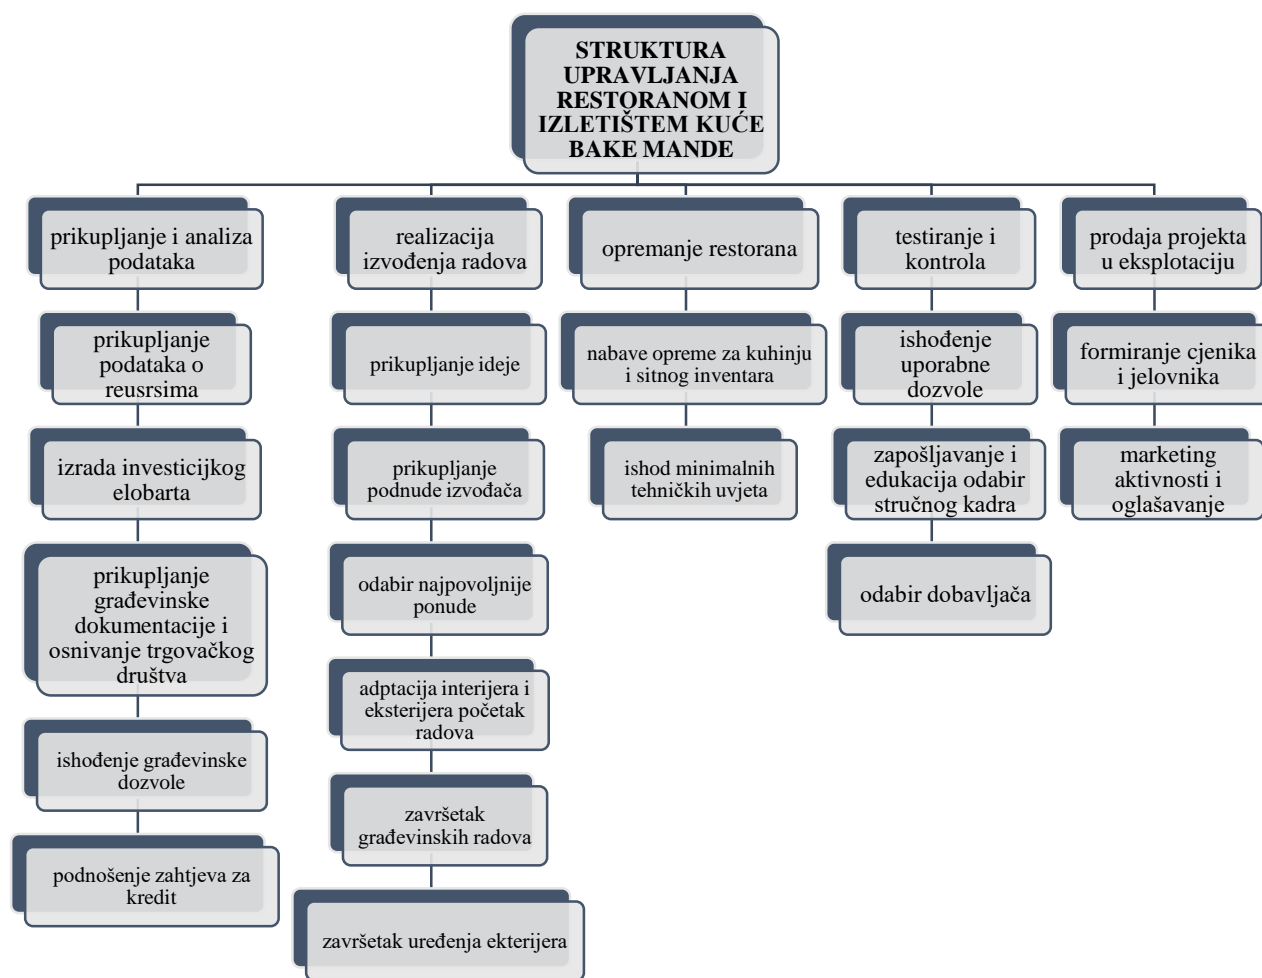 STRUKTURA
UPRAVLJANJA
RESTORANOM I
IZLETIŠTEM KUĆE
BAKE MANDE
prikupljanje i analiza
podataka
prikupljanje
podataka o
reusrsima
izrada investicijkog
elobarta
prikupljanje
građevinske
dokumentacije i
osnivanje trgovačkog
društva
ishođenje građevinske
dozvole
podnošenje zahtjeva za
kredit
realizacija
izvođenja radova
prikupljanje ideje
prikupljanje
podnude izvođača
odabir najpovoljnije
ponude
adptacija interijera i
eksterijera početak
radova
završetak
građevinskih radova
završetak uređenja ekterijera
opremanje restorana
nabave opreme za kuhinju
i sitnog inventara
ishod minimalnih
tehničkih uvjeta
testiranje i
kontrola
ishođenje
uporabne
dozvole
zapošljavanje i
edukacija odabir
stručnog kadra
odabir dobavljača
prodaja projekta
u eksplotaciju
formiranje cjenika
i jelovnika
marketing
aktivnosti i
oglašavanje